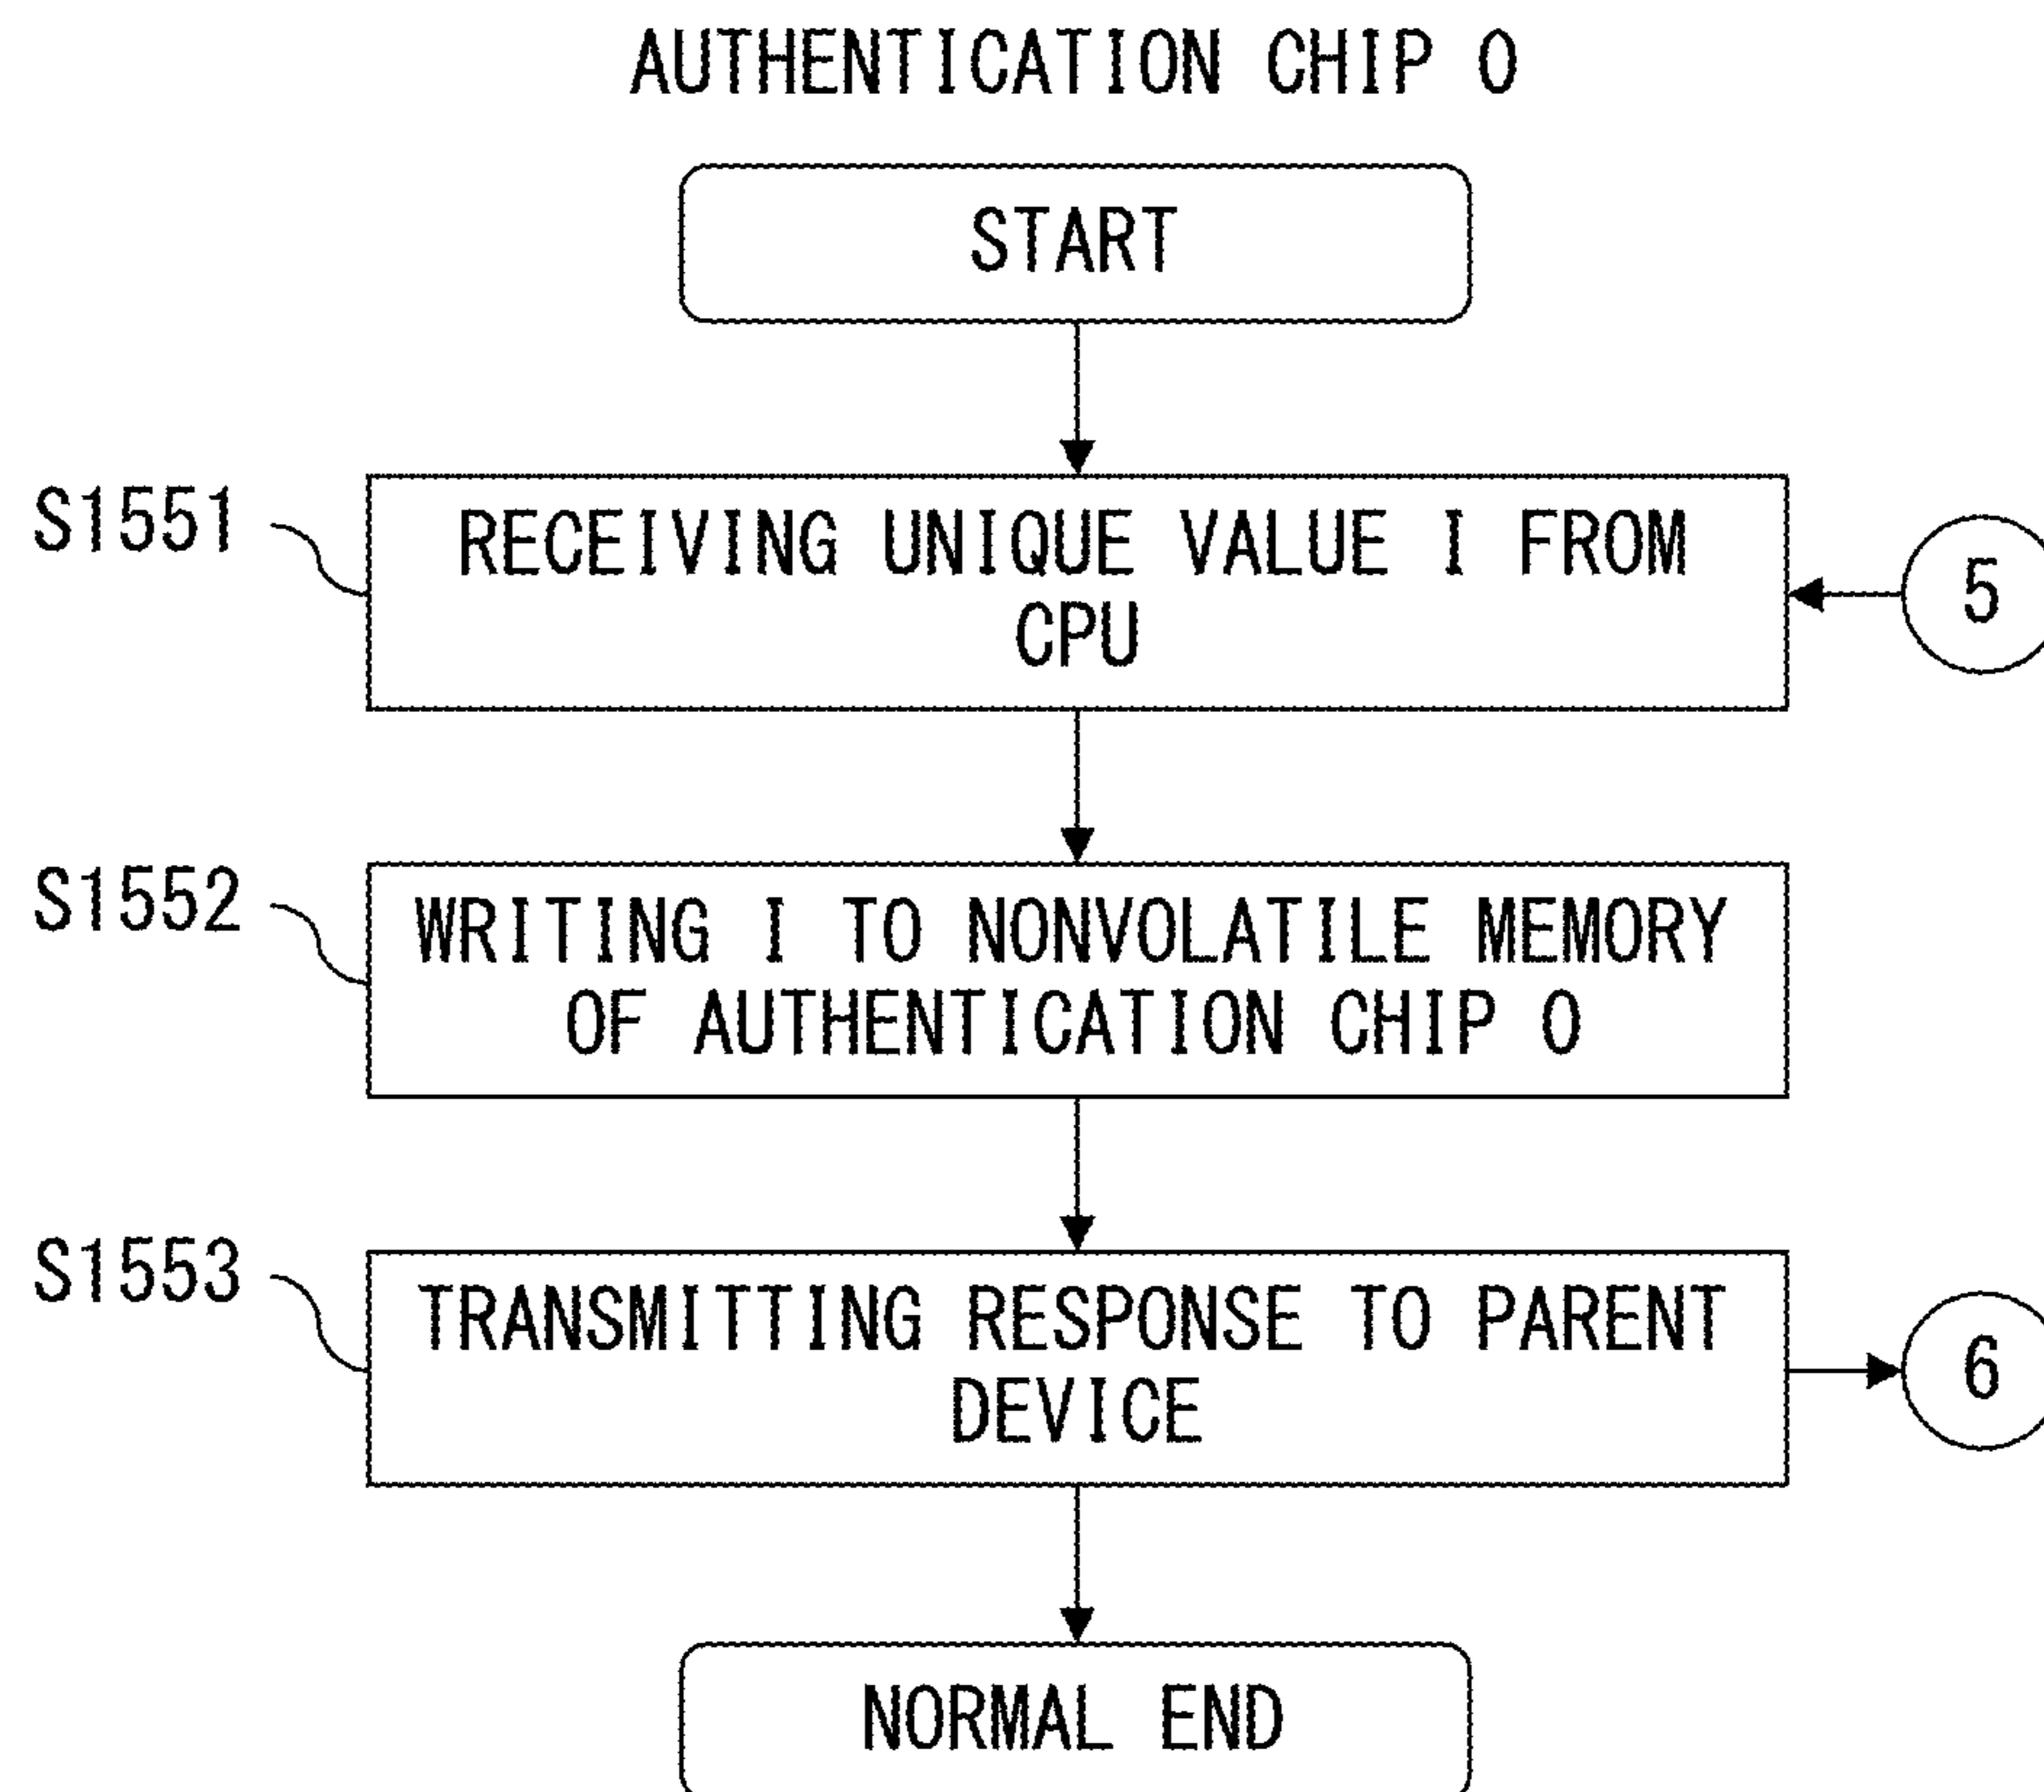 AUTHENTICATION CHIP 0
START
S1551
RECEIVING UNIQUE VALUE I FROM
CPU
5
S1552
WRITING I TO NONVOLATILE MEMORY
OF AUTHENTICATION CHIP 0
S1553
TRANSMITTING RESPONSE TO PARENT
DEVICE
6
NORMAL END